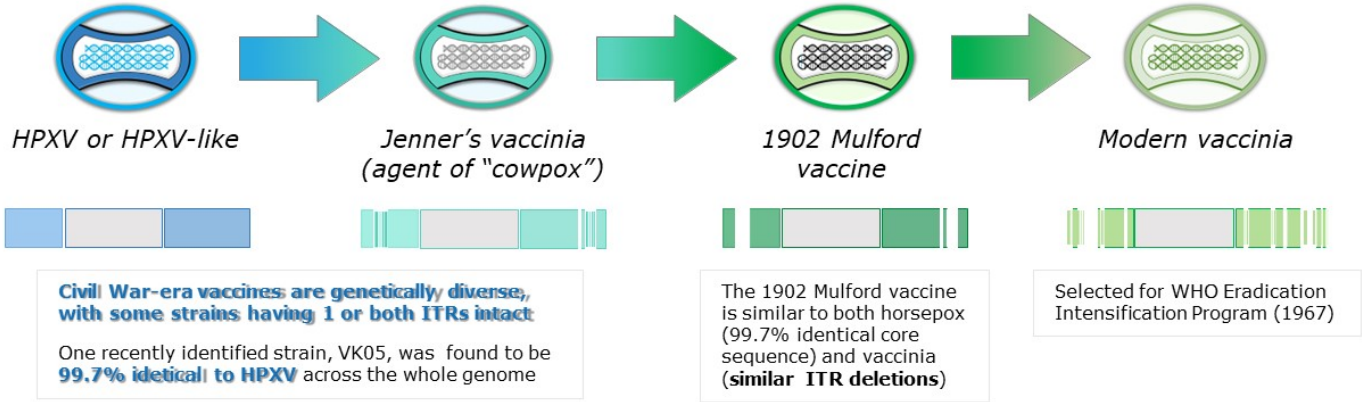 HPXV or HPXV-like
Jenner's vaccinia
(agent of "cowpox")
1902 Mulford
vaccine
Modern vaccinia
Civil War-era vaccines are genetically diverse,
with some strains having 1 or both ITRs intact
One recently identified strain, VK05, was found to be
99.7% idetical to HPXV across the whole genome
The 1902 Mulford vaccine
is similar to both horsepox
(99.7% identical core
sequence) and vaccinia
(similar ITR deletions)
Selected for WHO Eradication
Intensification Program (1967)